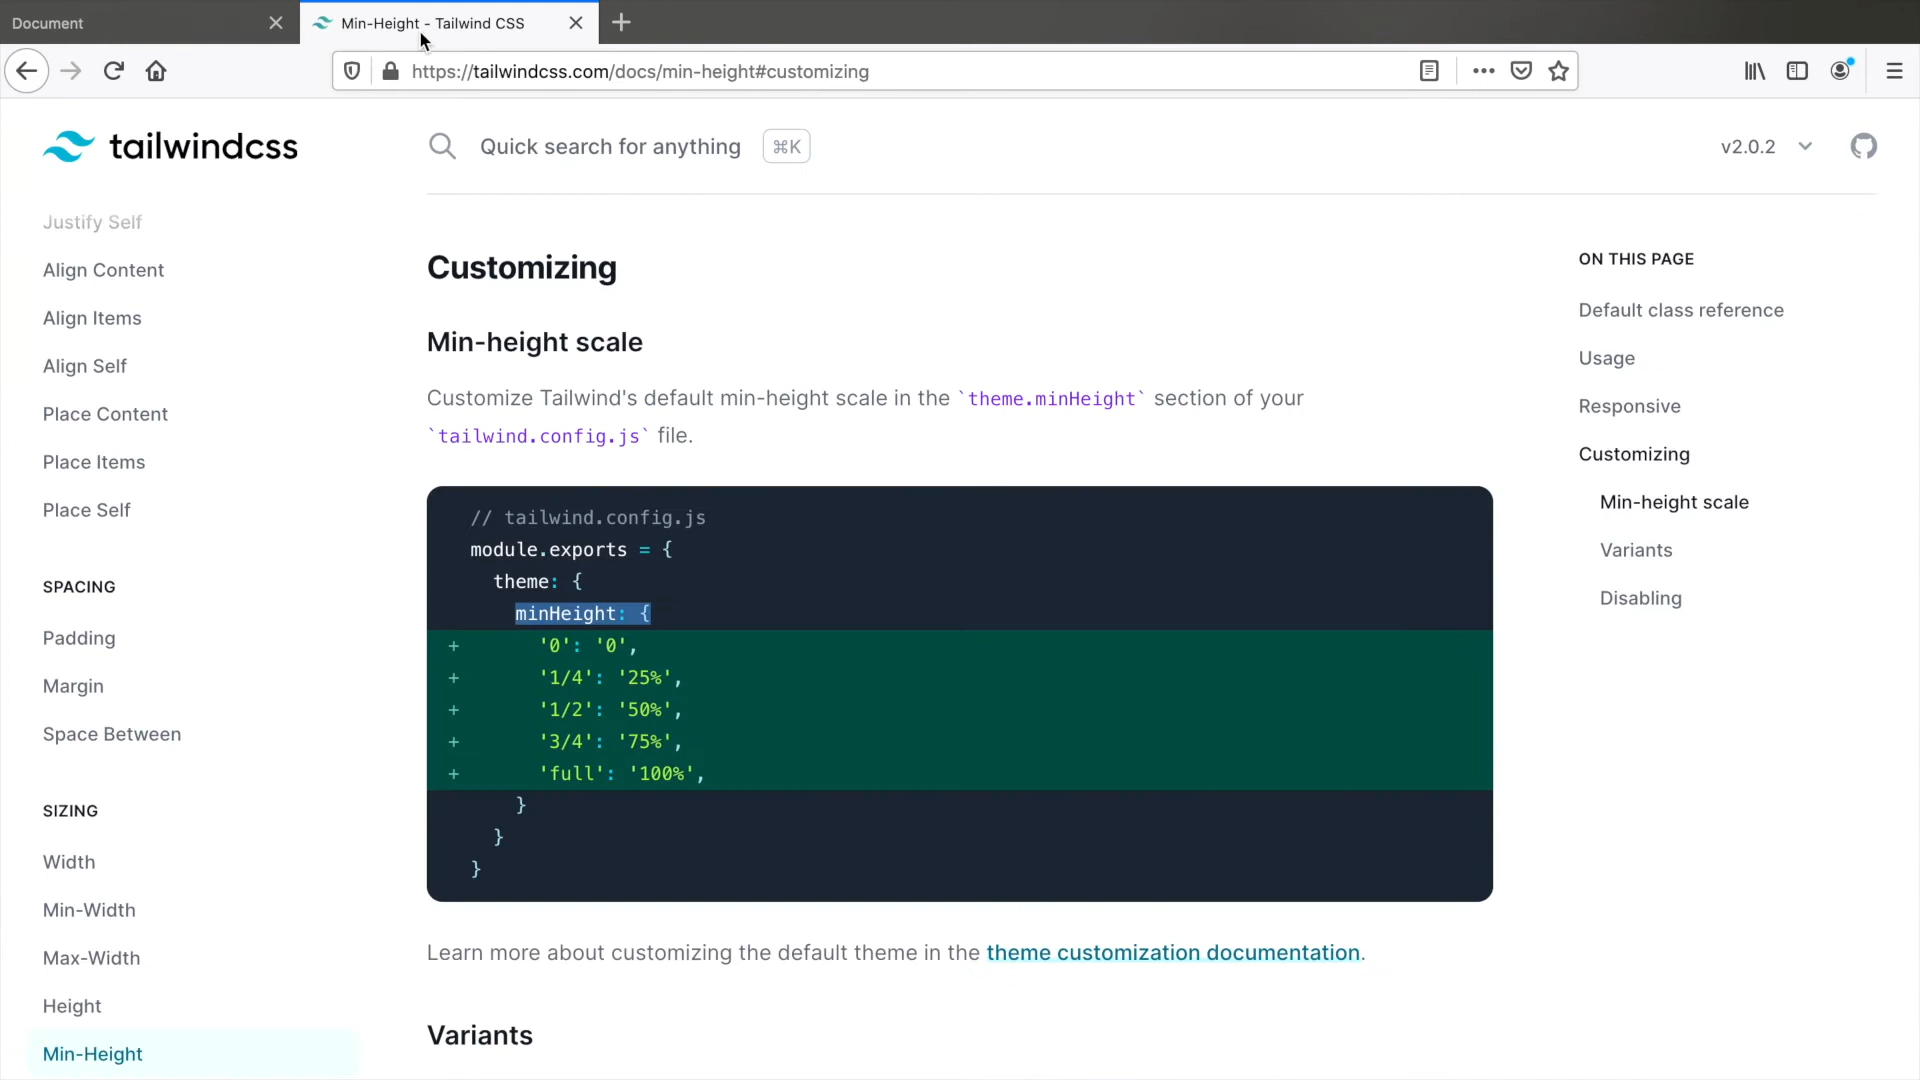 Document
Min-Height - Tailwind CSS
https://tailwindcss.com/docs/min-height#customizing
tailwindcss
Quick search for anything
⌘K
v2.0.2
Justify Self
Align Content
Align Items
Align Self
Place Content
Place Items
Place Self
SPACING
Padding
Margin
Space Between
SIZING
Width
Min-Width
Max-Width
Height
Min-Height
Customizing
Min-height scale
Customize Tailwind's default min-height scale in the `theme.minHeight` section of your
`tailwind.config.js` file.
// tailwind.config.js
module.exports = {
theme: {
minHeight: {
+ '0': '0',
+ '1/4': '25%',
+ '1/2': '50%',
+ '3/4': '75%',
+ 'full': '100%',
}
}
}
Learn more about customizing the default theme in the theme customization documentation.
Variants
ON THIS PAGE
Default class reference
Usage
Responsive
Customizing
Min-height scale
Variants
Disabling